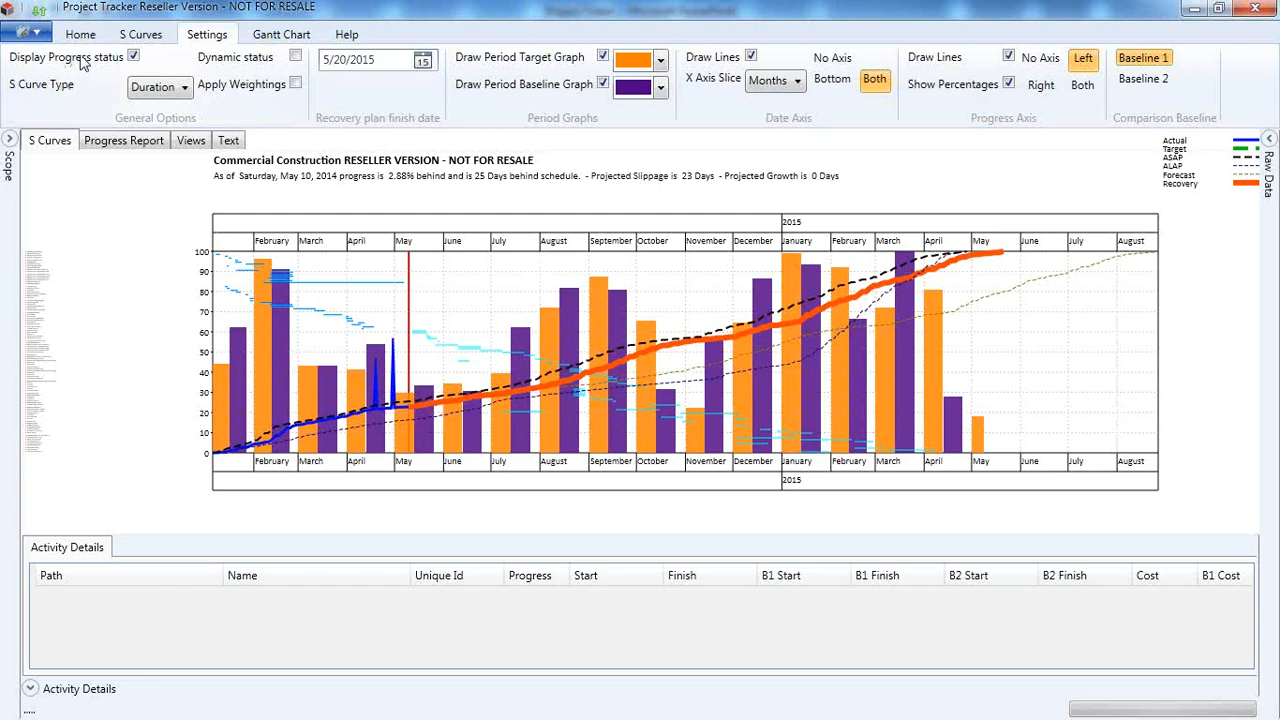 Project Tracker Reseller Version - NOT FOR RESALE
Home S Curves Settings Gantt Chart Help
Display Progress status Dynamic status 5/20/2015 15 Draw Period Target Graph Draw Lines No Axis Draw Lines No Axis Left Baseline 1
S Curve Type Duration Apply Weightings Draw Period Baseline Graph X Axis Slice Months Bottom Both Show Percentages Right Both Baseline 2
General Options Recovery plan finish date Period Graphs Date Axis Progress Axis Comparison Baseline
S Curves Progress Report Views Text
Scope
Raw Data
Commercial Construction RESELLER VERSION - NOT FOR RESALE
As of Saturday, May 10, 2014 progress is 2.88% behind and is 25 Days behind schedule. - Projected Slippage is 23 Days - Projected Growth is 0 Days
Actual
Target
ASAP
ALAP
Forecast
Recovery
2015
February March April May June July August September October November December January February March April May June July August
100
50
February March April May June July August September October November December January February March April May June July August
2015
Activity Details
Path Name Unique Id Progress Start Finish B1 Start B1 Finish B2 Start B2 Finish Cost B1 Cost
Activity Details
.....